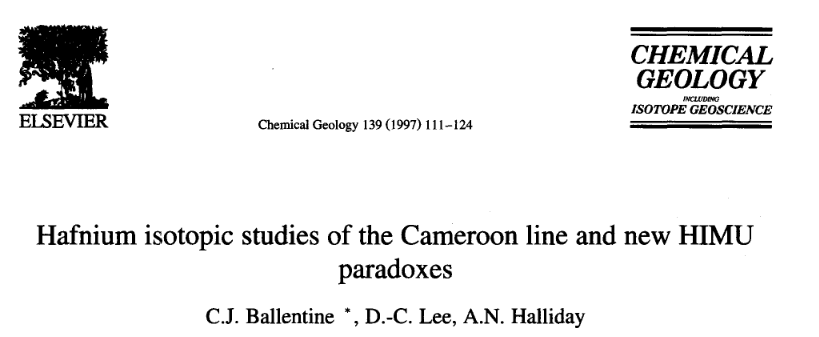 ELSEVIER
CHEMICAL
GEOLOGY
INCLUDING
ISOTOPE GEOSCIENCE
Chemical Geology 139 (1997) 111–124
Hafnium isotopic studies of the Cameroon line and new HIMU
paradoxes
C.J. Ballentine *, D.-C. Lee, A.N. Halliday